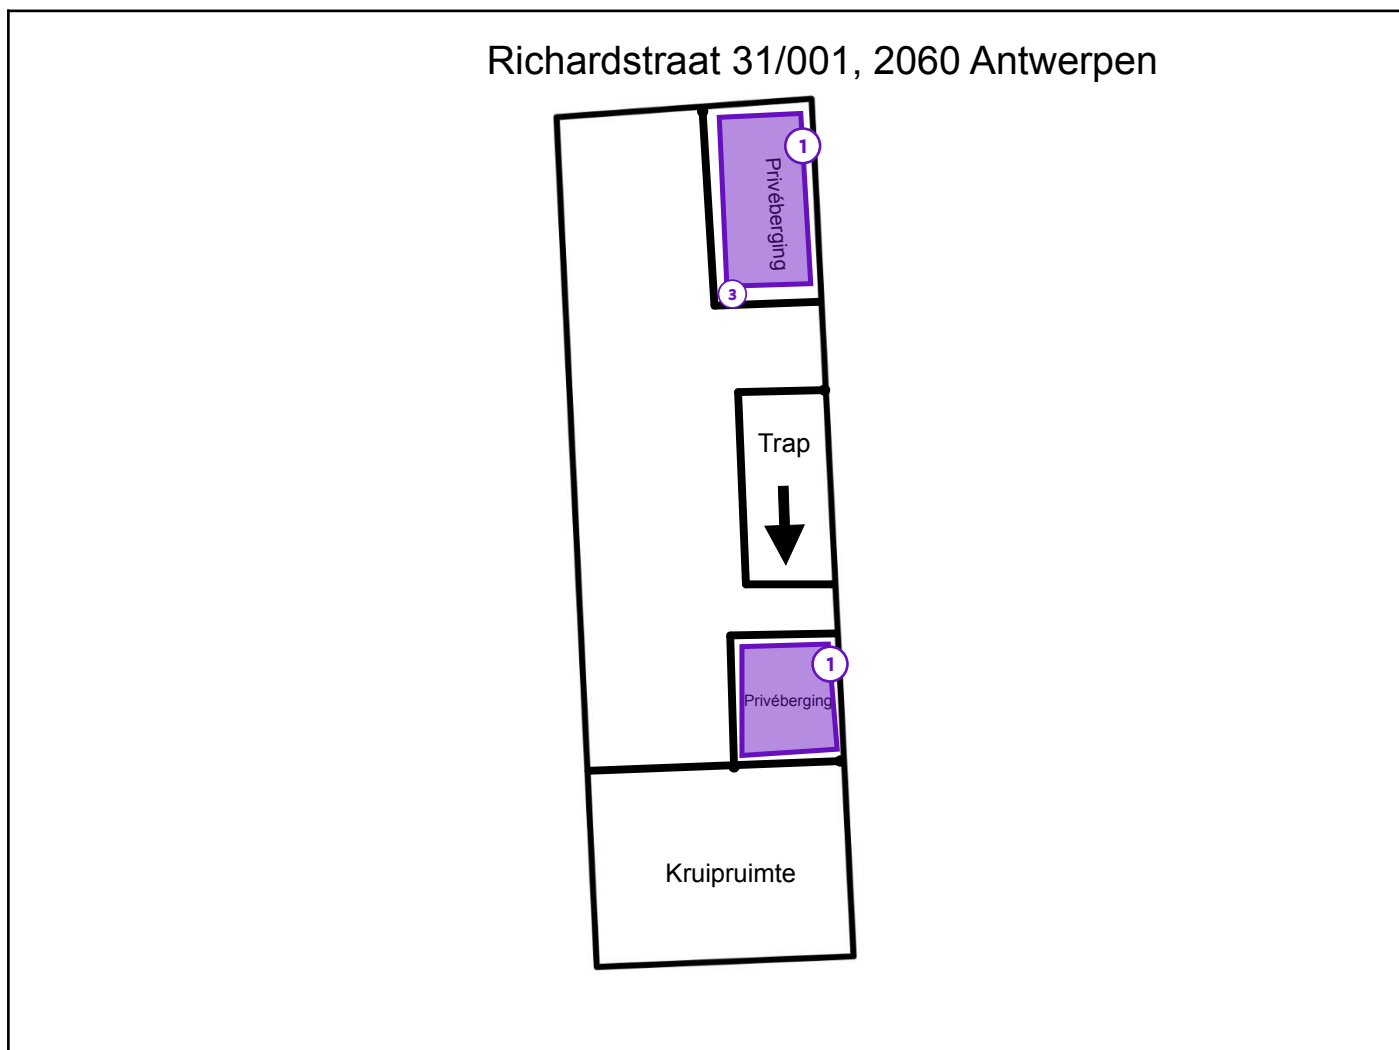 Richardstraat 31/001, 2060 Antwerpen
1
Privéberging
3
Trap
1
Privéberging
Kruipruimte